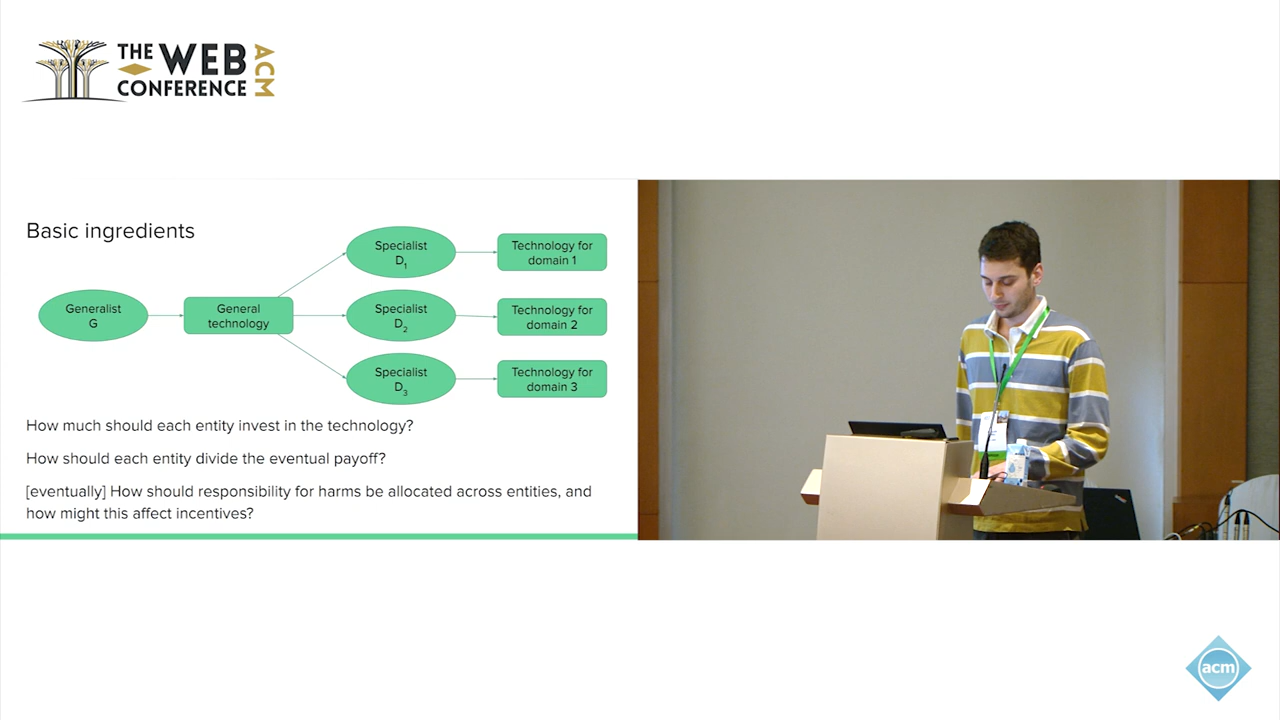 THE WEB
CONFERENCE
ACM
Basic ingredients
Generalist
G
General
technology
Specialist
D1
Technology for
domain 1
Specialist
D2
Technology for
domain 2
Specialist
D3
Technology for
domain 3
How much should each entity invest in the technology?
How should each entity divide the eventual payoff?
[eventually] How should responsibility for harms be allocated across entities, and
how might this affect incentives?
acm